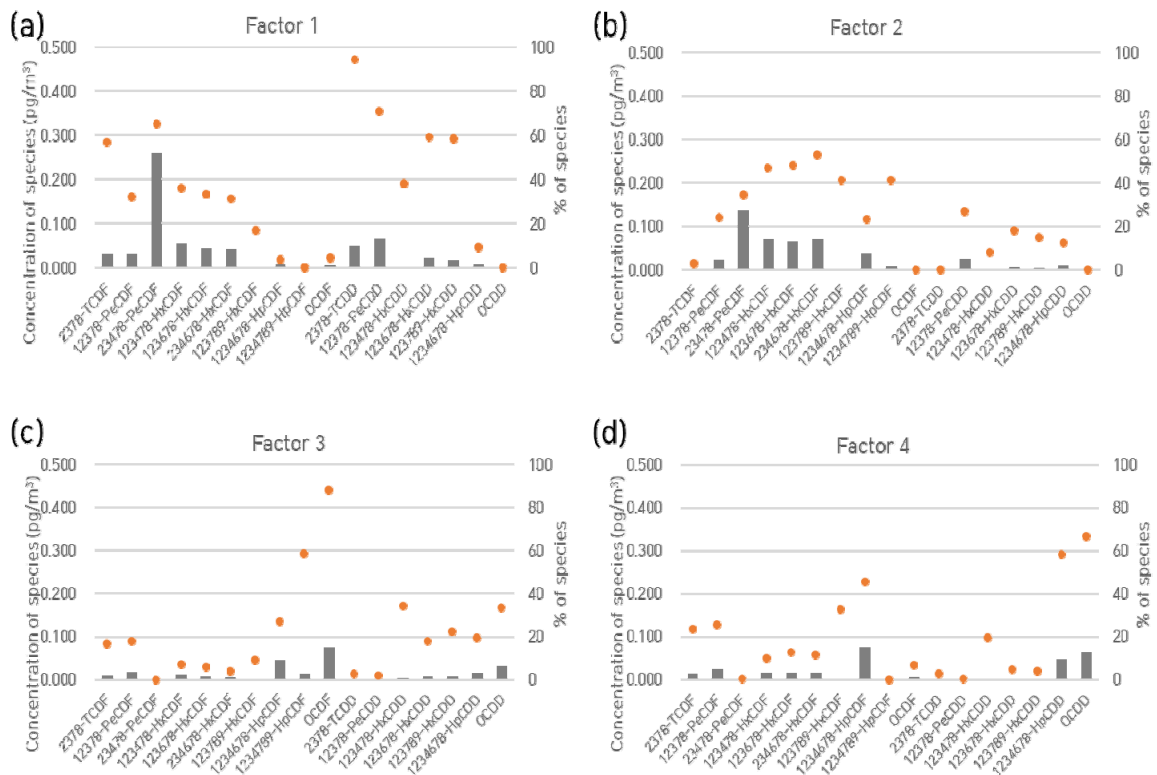 (a)
Factor 1
Concentration of species (pg/m³)
0.500
0.400
0.300
0.200
0.100
0.000
100
80
60
40
20
0
% of species
2378-TCDF
12378-PeCDF
23478-PeCDF
123478-HxCDF
123678-HxCDF
234678-HxCDF
123789-HxCDF
1234678-HpCDF
1234789-HpCDF
OCDF
2378-TCDD
12378-PeCDD
123478-HxCDD
123678-HxCDD
123789-HxCDD
1234678-HpCDD
OCDD
(b)
Factor 2
Concentration of species (pg/m³)
0.500
0.400
0.300
0.200
0.100
0.000
100
80
60
40
20
0
% of species
2378-TCDF
12378-PeCDF
23478-PeCDF
123478-HxCDF
123678-HxCDF
234678-HxCDF
123789-HxCDF
1234678-HpCDF
1234789-HpCDF
OCDF
2378-TCDD
12378-PeCDD
123478-HxCDD
123678-HxCDD
123789-HxCDD
1234678-HpCDD
OCDD
(c)
Factor 3
Concentration of species (pg/m³)
0.500
0.400
0.300
0.200
0.100
0.000
100
80
60
40
20
0
% of species
2378-TCDF
12378-PeCDF
23478-PeCDF
123478-HxCDF
123678-HxCDF
234678-HxCDF
123789-HxCDF
1234678-HpCDF
1234789-HpCDF
OCDF
2378-TCDD
12378-PeCDD
123478-HxCDD
123678-HxCDD
123789-HxCDD
1234678-HpCDD
OCDD
(d)
Factor 4
Concentration of species (pg/m³)
0.500
0.400
0.300
0.200
0.100
0.000
100
80
60
40
20
0
% of species
2378-TCDF
12378-PeCDF
23478-PeCDF
123478-HxCDF
123678-HxCDF
234678-HxCDF
123789-HxCDF
1234678-HpCDF
1234789-HpCDF
OCDF
2378-TCDD
12378-PeCDD
123478-HxCDD
123678-HxCDD
123789-HxCDD
1234678-HpCDD
OCDD